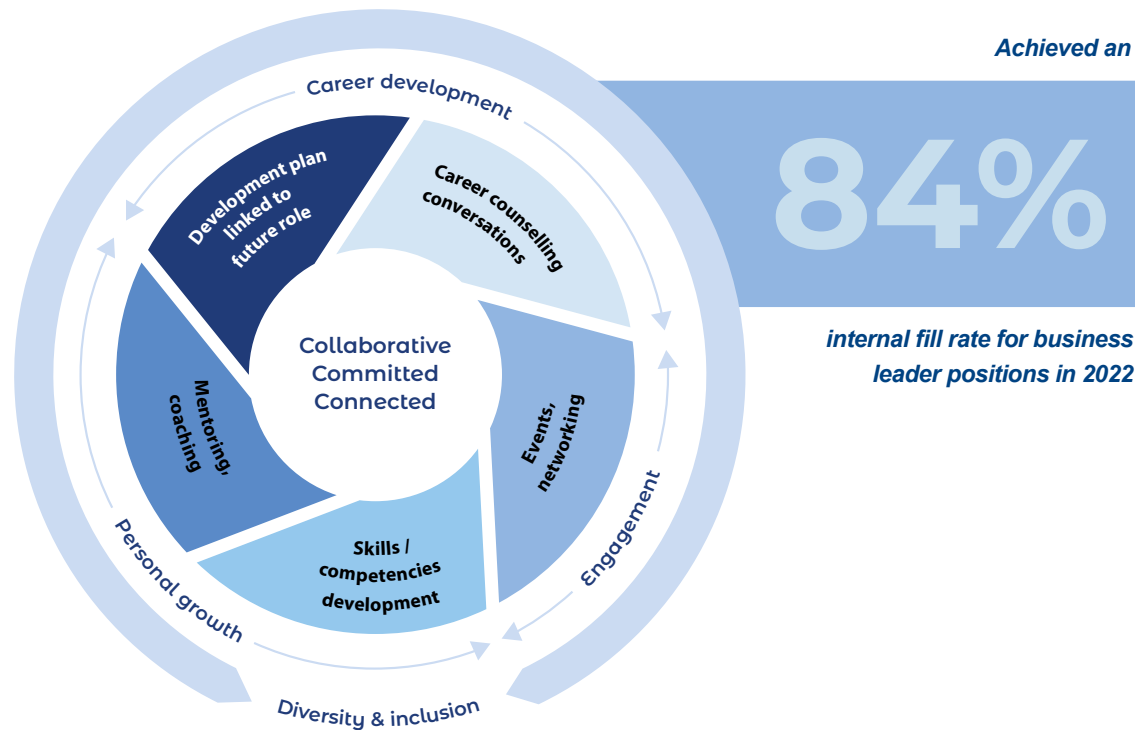 Career development
Development plan
linked to
future role
Career counselling
conversations
Collaborative
Committed
Connected
Mentoring,
coaching
Events,
networking
Skills /
competencies
development
Personal growth
Engagement
Diversity & inclusion
Achieved an
84%
internal fill rate for business
leader positions in 2022